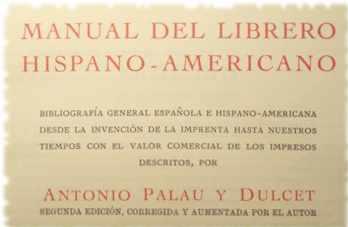 MANUAL DEL LIBRERO
HISPANO-AMERICANO
BIBLIOGRAFÍA GENERAL ESPAÑOLA E HISPANO-AMERICANA
DESDE LA INVENCIÓN DE LA IMPRENTA HASTA NUESTROS
TIEMPOS CON EL VALOR COMERCIAL DE LOS IMPRESOS
DESCRITOS, POR
ANTONIO PALAU Y DULCET
SEGUNDA EDICIÓN, CORREGIDA Y AUMENTADA POR EL AUTOR